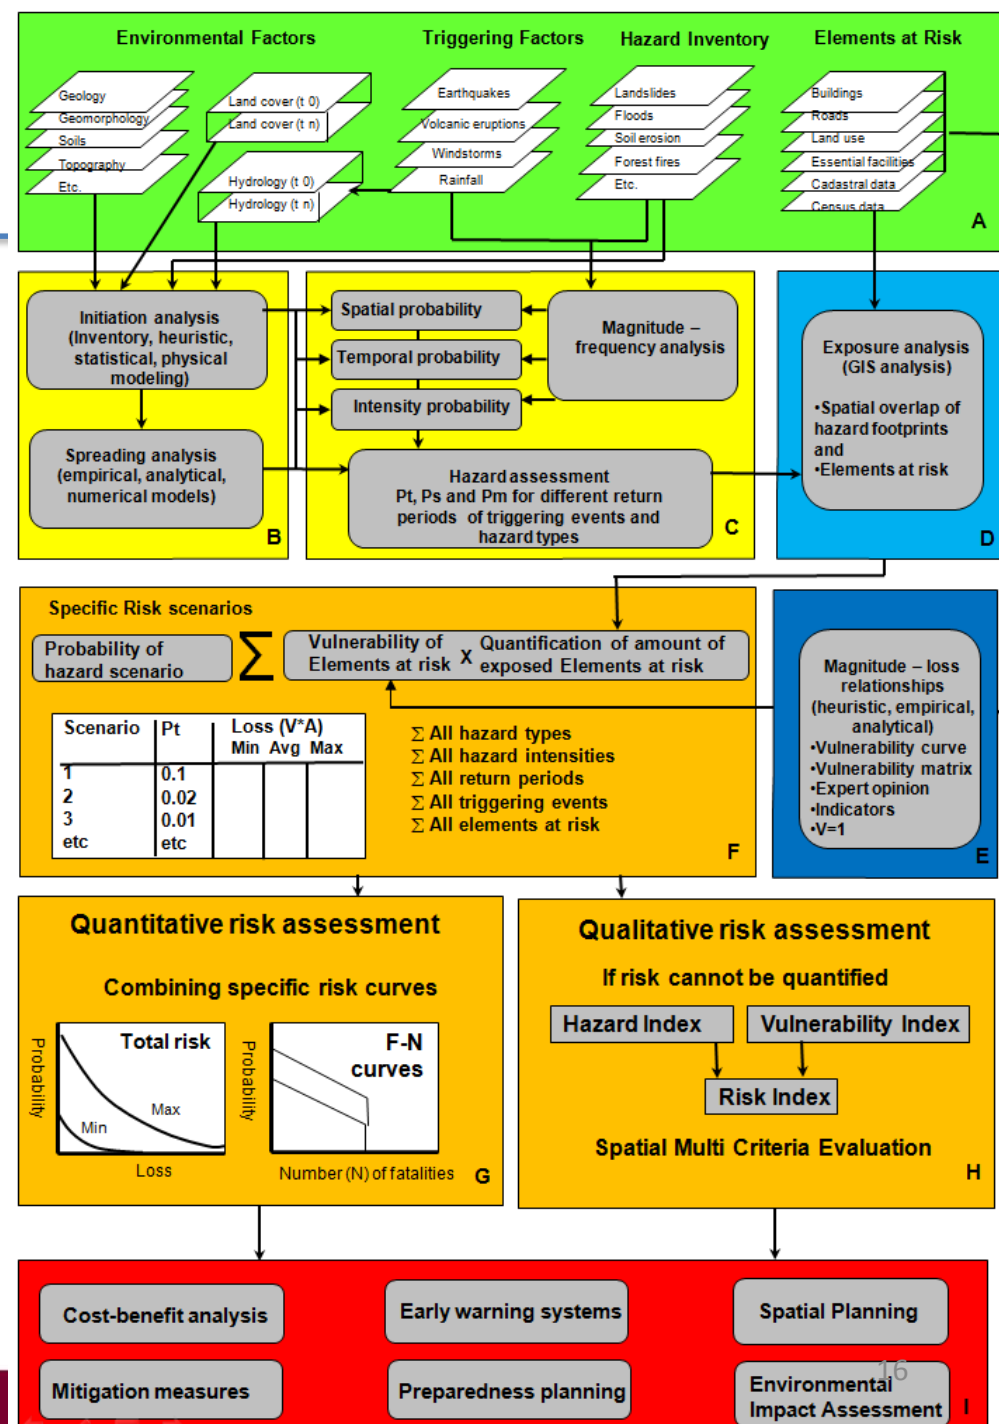 Environmental Factors
Triggering Factors
Hazard Inventory
Elements at Risk
Geology
Geomorphology
Soils
Topography
Etc.
Land cover (t 0)
Land cover (t n)
Hydrology (t 0)
Hydrology (t n)
Earthquakes
Volcanic eruptions
Windstorms
Rainfall
Landslides
Floods
Soil erosion
Forest fires
Etc.
Buildings
Roads
Land use
Essential facilities
Cadastral data
Census data
A
Initiation analysis
(Inventory, heuristic,
statistical, physical
modeling)
Spreading analysis
(empirical, analytical,
numerical models)
B
Spatial probability
Temporal probability
Intensity probability
Magnitude –
frequency analysis
Hazard assessment
Pt, Ps and Pm for different return
periods of triggering events and
hazard types
C
Exposure analysis
(GIS analysis)
•Spatial overlap of
hazard footprints
and
•Elements at risk
D
Specific Risk scenarios
Probability of
hazard scenario
Σ
Vulnerability of
Elements at risk
X
Quantification of amount of
exposed Elements at risk
Scenario Pt Loss (V*A)
Min Avg Max
1 0.1
2 0.02
3 0.01
etc etc
Σ All hazard types
Σ All hazard intensities
Σ All return periods
Σ All triggering events
Σ All elements at risk
F
Magnitude – loss
relationships
(heuristic, empirical,
analytical)
•Vulnerability curve
•Vulnerability matrix
•Expert opinion
•Indicators
•V=1
E
Quantitative risk assessment
Combining specific risk curves
Probability
Total risk
Max
Min
Loss
Probability
F-N
curves
Number (N) of fatalities
G
Qualitative risk assessment
If risk cannot be quantified
Hazard Index
Vulnerability Index
Risk Index
Spatial Multi Criteria Evaluation
H
Cost-benefit analysis
Early warning systems
Spatial Planning
Mitigation measures
Preparedness planning
Environmental
Impact Assessment
16
I